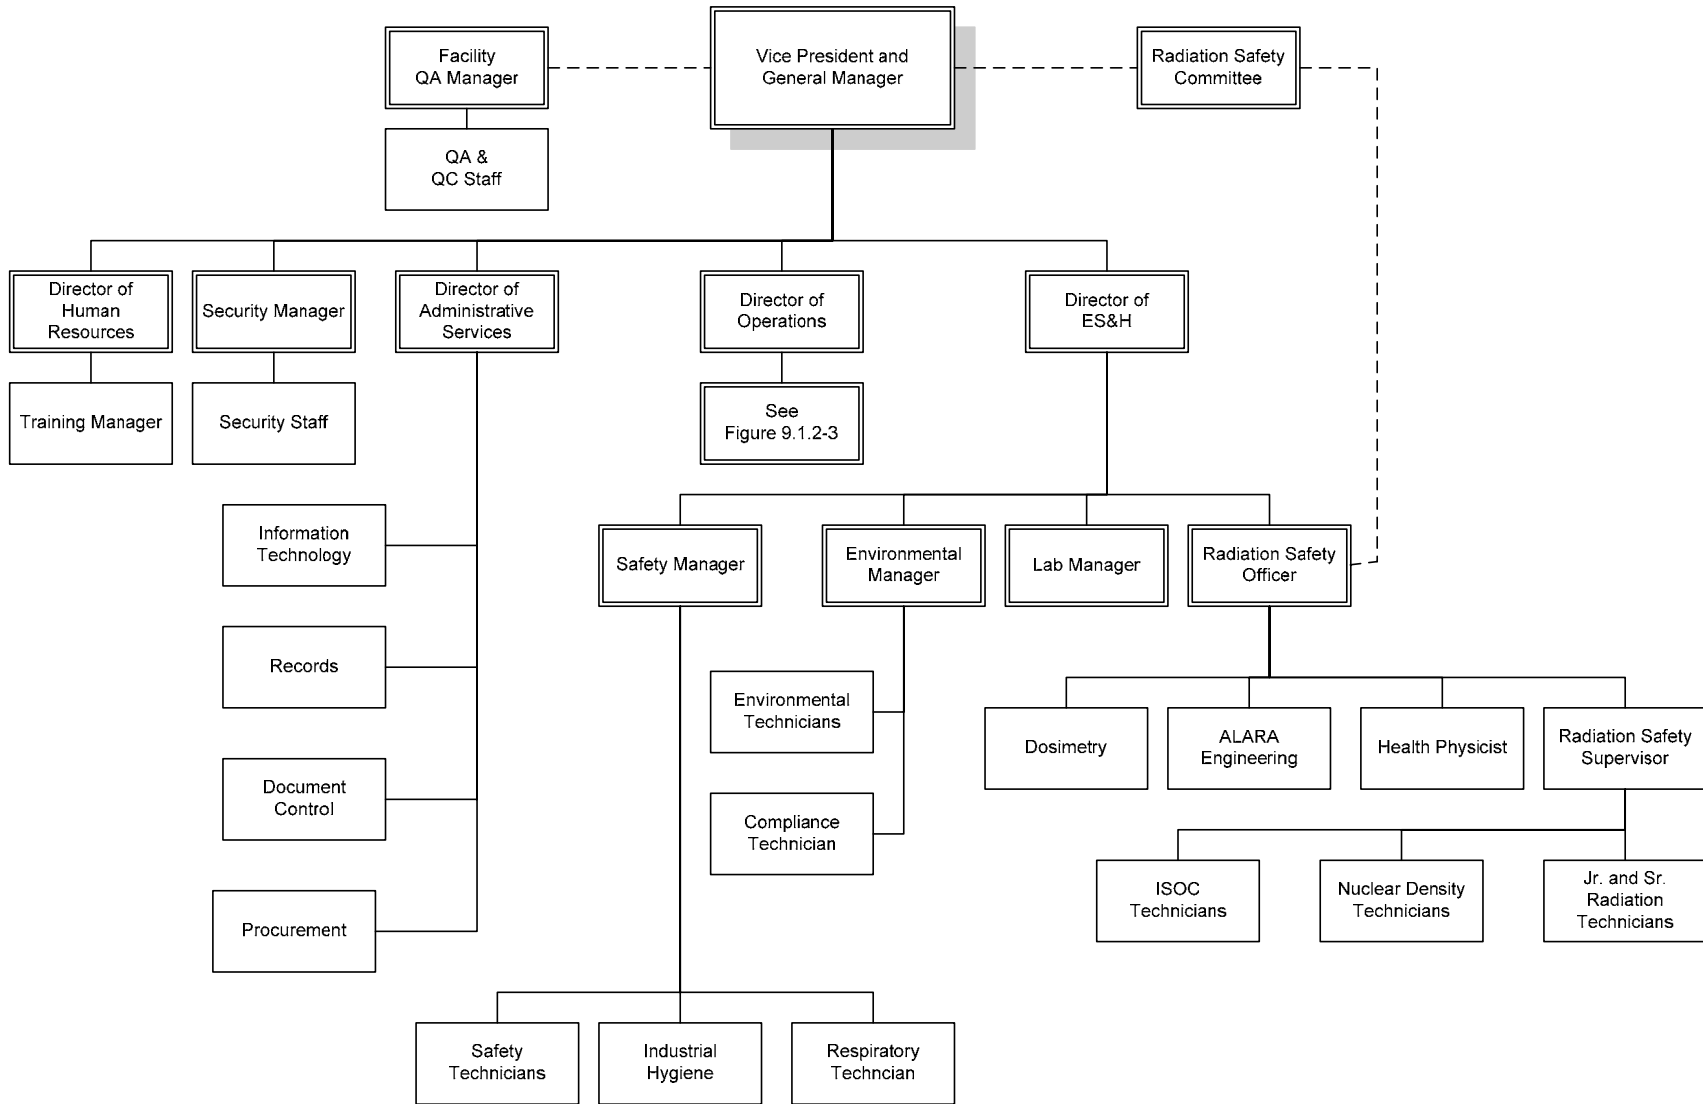 Facility
QA Manager
Vice President and
General Manager
Radiation Safety
Committee
QA &
QC Staff
Director of
Human
Resources
Security Manager
Director of
Administrative
Services
Director of
Operations
Director of
ES&H
Training Manager
Security Staff
See
Figure 9.1.2-3
Information
Technology
Safety Manager
Environmental
Manager
Lab Manager
Radiation Safety
Officer
Records
Environmental
Technicians
Dosimetry
ALARA
Engineering
Health Physicist
Radiation Safety
Supervisor
Document
Control
Compliance
Technician
ISOC
Technicians
Nuclear Density
Technicians
Jr. and Sr.
Radiation
Technicians
Procurement
Safety
Technicians
Industrial
Hygiene
Respiratory
Techncian